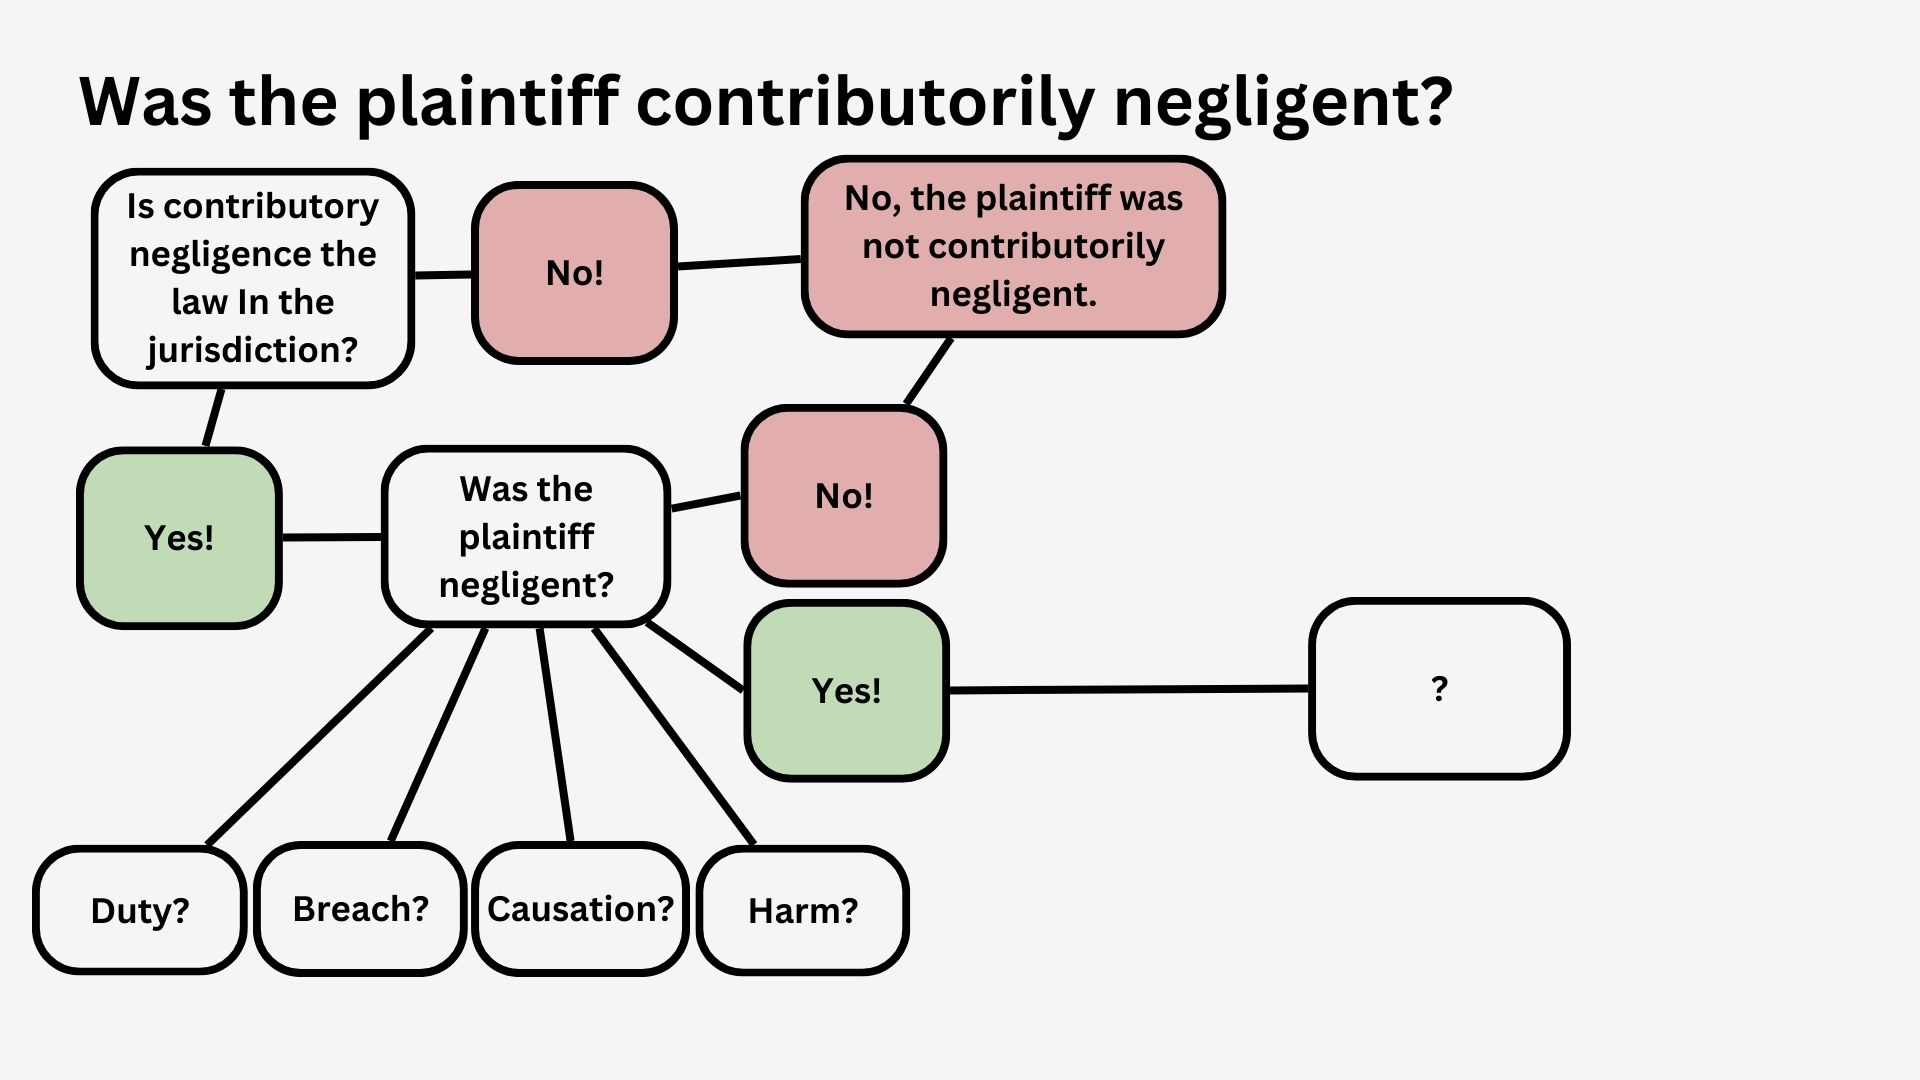 Was the plaintiff contributorily negligent?
Is contributory
negligence the
law In the
jurisdiction?
No!
No, the plaintiff was
not contributorily
negligent.
Yes!
Was the
plaintiff
negligent?
No!
Yes!
?
Duty?
Breach?
Causation?
Harm?